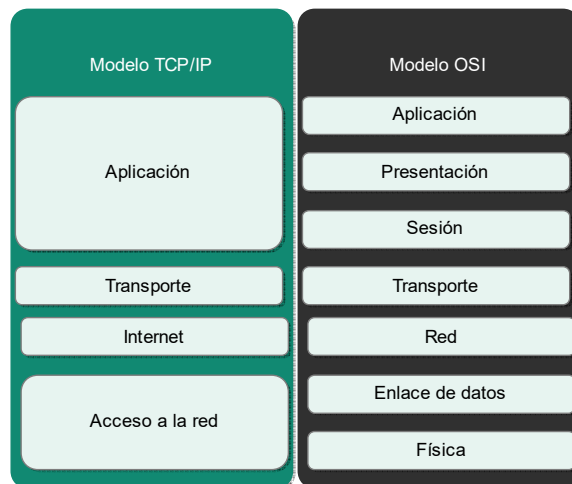 Modelo TCP/IP
Aplicación
Transporte
Internet
Acceso a la red
Modelo OSI
Aplicación
Presentación
Sesión
Transporte
Red
Enlace de datos
Física